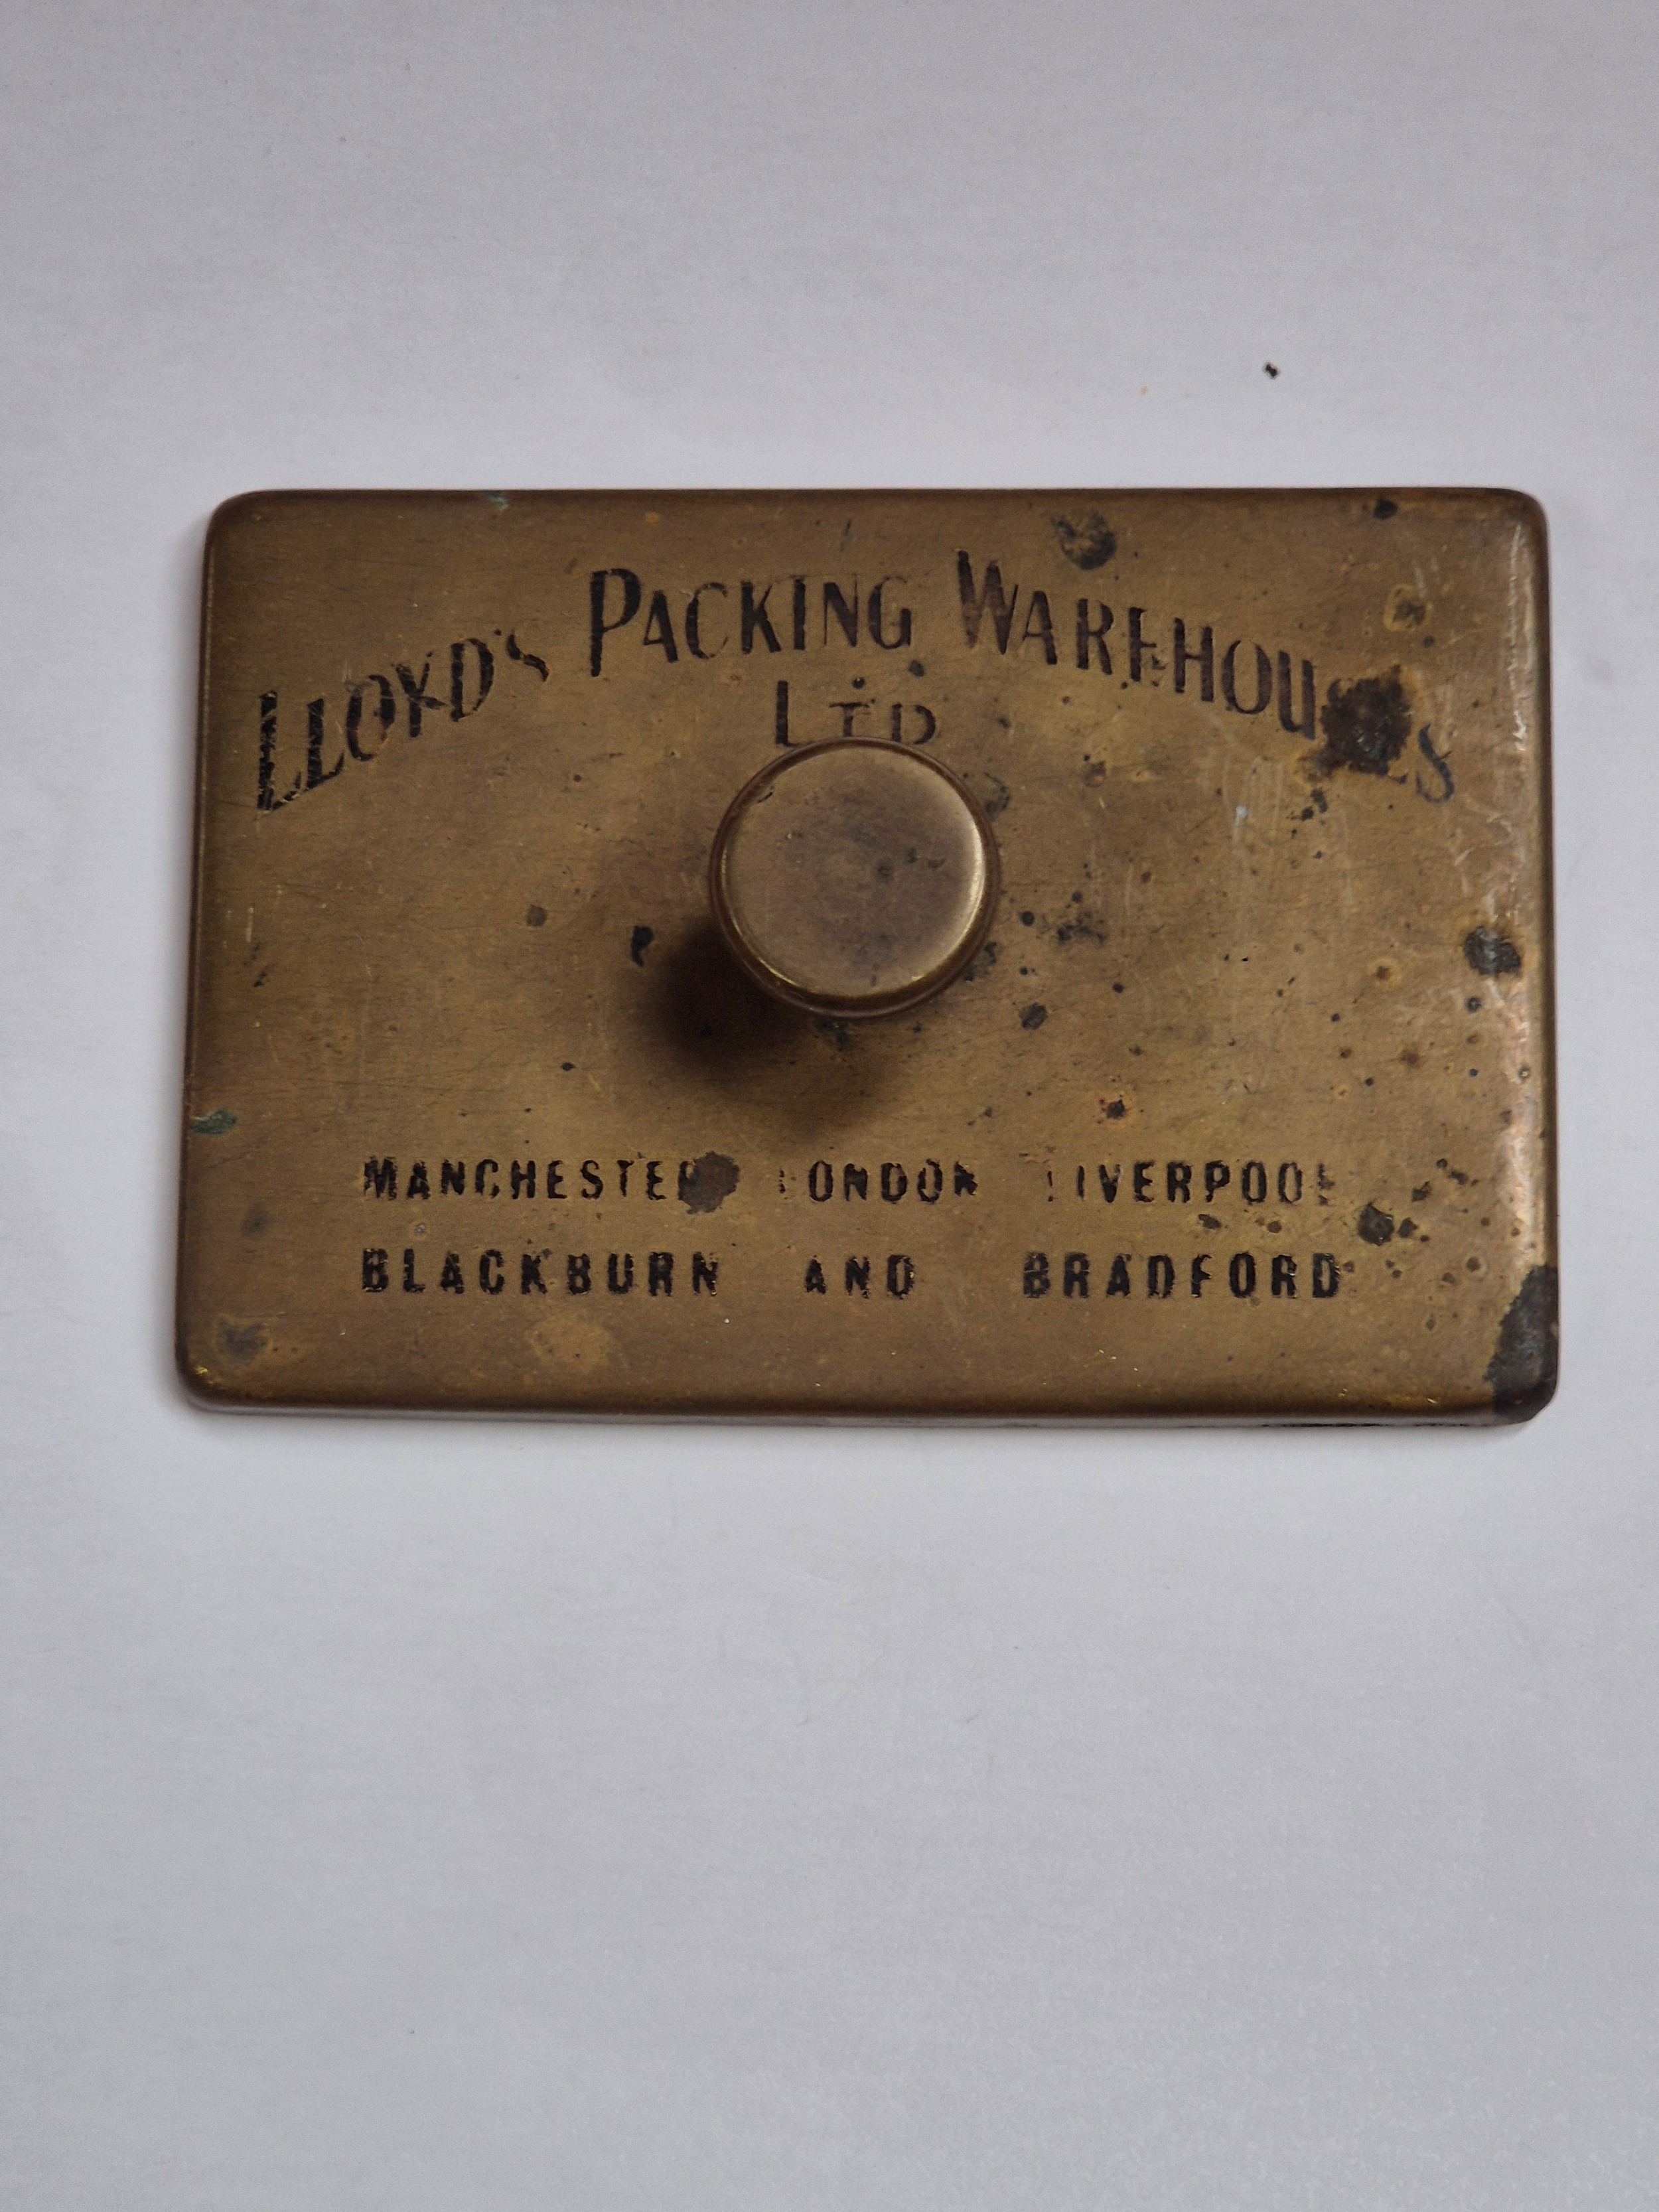 LLOYD'S PACKING WAREHOUSES
LTD
MANCHESTER LONDON LIVERPOOL
BLACKBURN AND BRADFORD